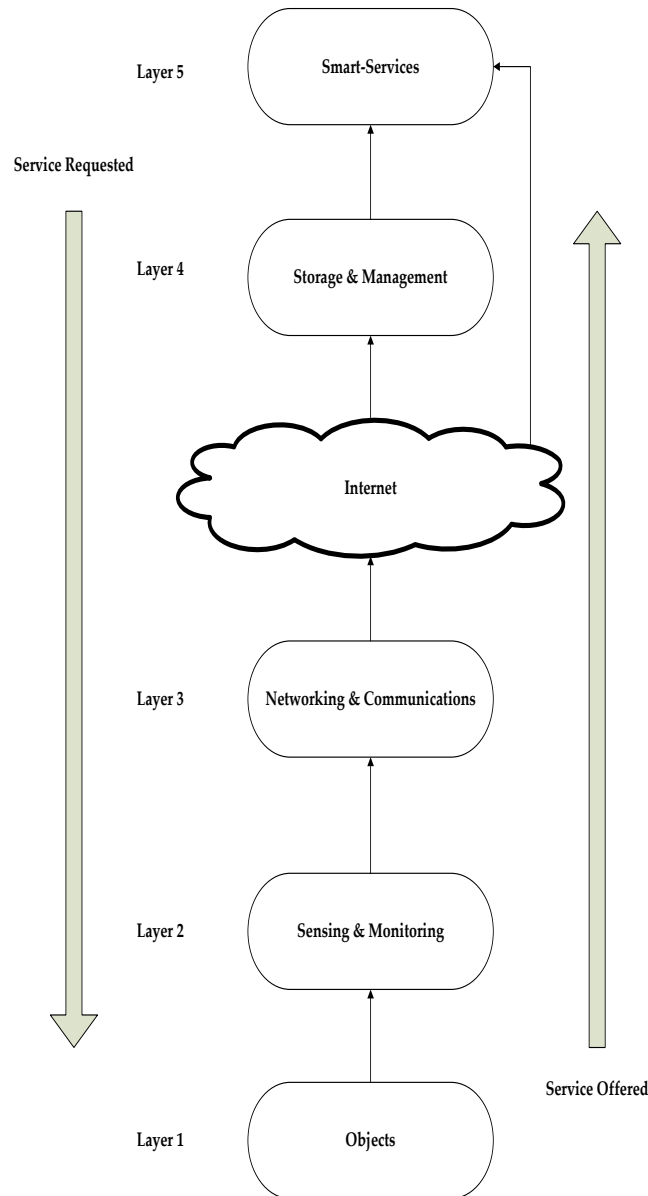 Layer 5
Smart-Services
Service Requested
Layer 4
Storage & Management
Internet
Layer 3
Networking & Communications
Layer 2
Sensing & Monitoring
Service Offered
Layer 1
Objects